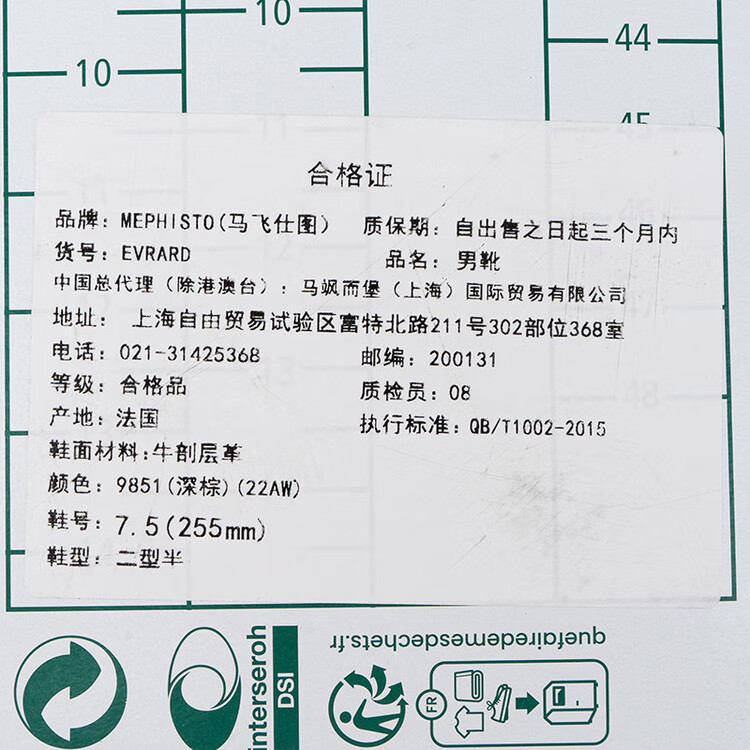 10
10
44
45
11
11
46
12
47
13
48
合格证
品牌: MEPHISTO(马飞仕图) 质保期: 自出售之日起三个月内
货号: EVRARD 品名: 男靴
中国总代理(除港澳台): 马飒而堡(上海)国际贸易有限公司
地址: 上海自由贸易试验区富特北路211号302部位368室
电话: 021-31425368 邮编: 200131
等级: 合格品 质检员: 08
产地: 法国 执行标准: QB/T1002-2015
鞋面材料: 牛剖层革
颜色: 9851(深棕)(22AW)
鞋号: 7.5(255mm)
鞋型: 二型半
interseroh
DSI
quefairedemesdechets.fr
FR